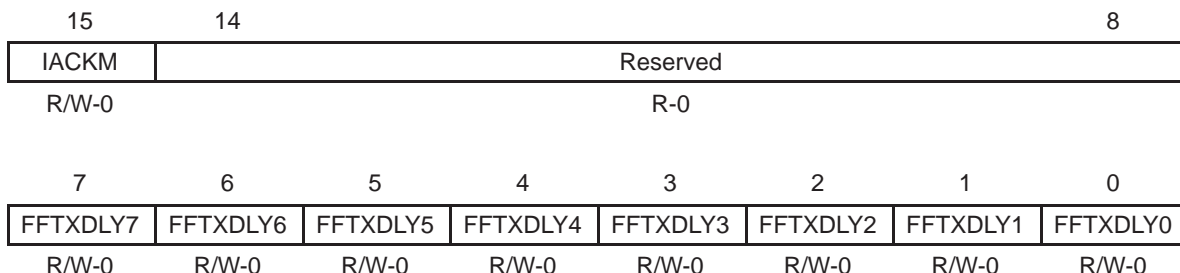 15 14 8
IACKM Reserved
R/W-0 R-0
7 6 5 4 3 2 1 0
FFTXDLY7 FFTXDLY6 FFTXDLY5 FFTXDLY4 FFTXDLY3 FFTXDLY2 FFTXDLY1 FFTXDLY0
R/W-0 R/W-0 R/W-0 R/W-0 R/W-0 R/W-0 R/W-0 R/W-0